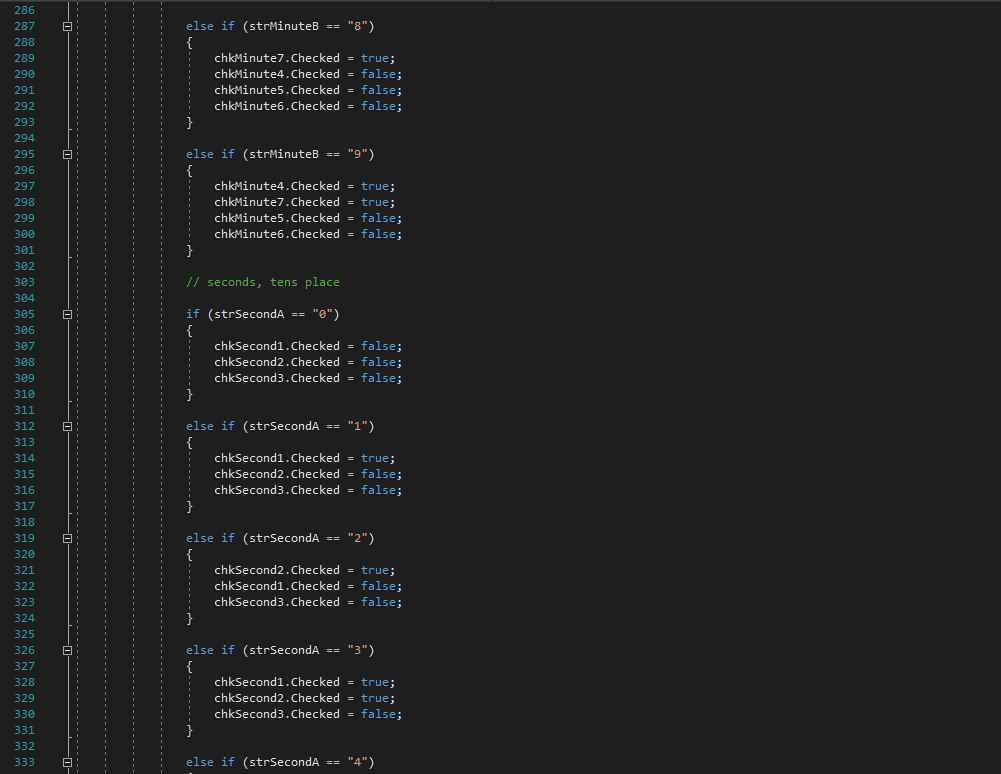 286
287 else if (strMinuteB == "8")
288 {
289 chkMinute7.Checked = true;
290 chkMinute4.Checked = false;
291 chkMinute5.Checked = false;
292 chkMinute6.Checked = false;
293 }
294
295 else if (strMinuteB == "9")
296 {
297 chkMinute4.Checked = true;
298 chkMinute7.Checked = true;
299 chkMinute5.Checked = false;
300 chkMinute6.Checked = false;
301 }
302
303 // seconds, tens place
304
305 if (strSecondA == "0")
306 {
307 chkSecond1.Checked = false;
308 chkSecond2.Checked = false;
309 chkSecond3.Checked = false;
310 }
311
312 else if (strSecondA == "1")
313 {
314 chkSecond1.Checked = true;
315 chkSecond2.Checked = false;
316 chkSecond3.Checked = false;
317 }
318
319 else if (strSecondA == "2")
320 {
321 chkSecond2.Checked = true;
322 chkSecond1.Checked = false;
323 chkSecond3.Checked = false;
324 }
325
326 else if (strSecondA == "3")
327 {
328 chkSecond1.Checked = true;
329 chkSecond2.Checked = true;
330 chkSecond3.Checked = false;
331 }
332
333 else if (strSecondA == "4")